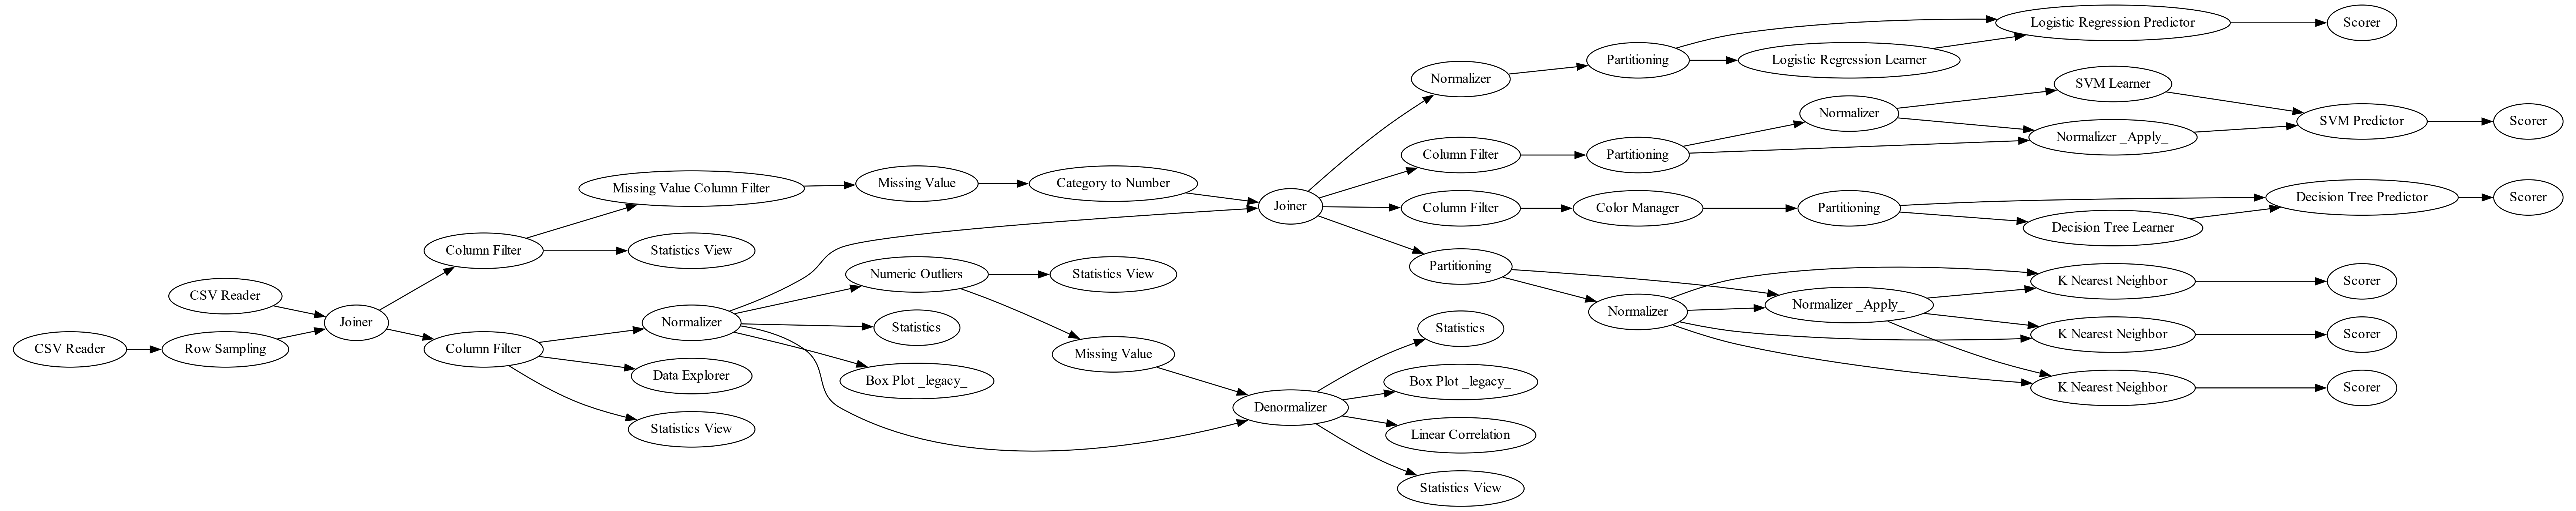 Logistic Regression Predictor
Scorer
Partitioning
Logistic Regression Learner
Normalizer
SVM Learner
Normalizer
SVM Predictor
Scorer
Normalizer _Apply_
Column Filter
Partitioning
Missing Value Column Filter
Missing Value
Category to Number
Joiner
Column Filter
Color Manager
Partitioning
Decision Tree Predictor
Scorer
Decision Tree Learner
Column Filter
Statistics View
Partitioning
Numeric Outliers
Statistics View
K Nearest Neighbor
Scorer
CSV Reader
Normalizer _Apply_
Normalizer
Joiner
Normalizer
Statistics
Statistics
K Nearest Neighbor
Scorer
CSV Reader
Row Sampling
Column Filter
Missing Value
Data Explorer
Box Plot _legacy_
Box Plot _legacy_
K Nearest Neighbor
Scorer
Denormalizer
Statistics View
Linear Correlation
Statistics View